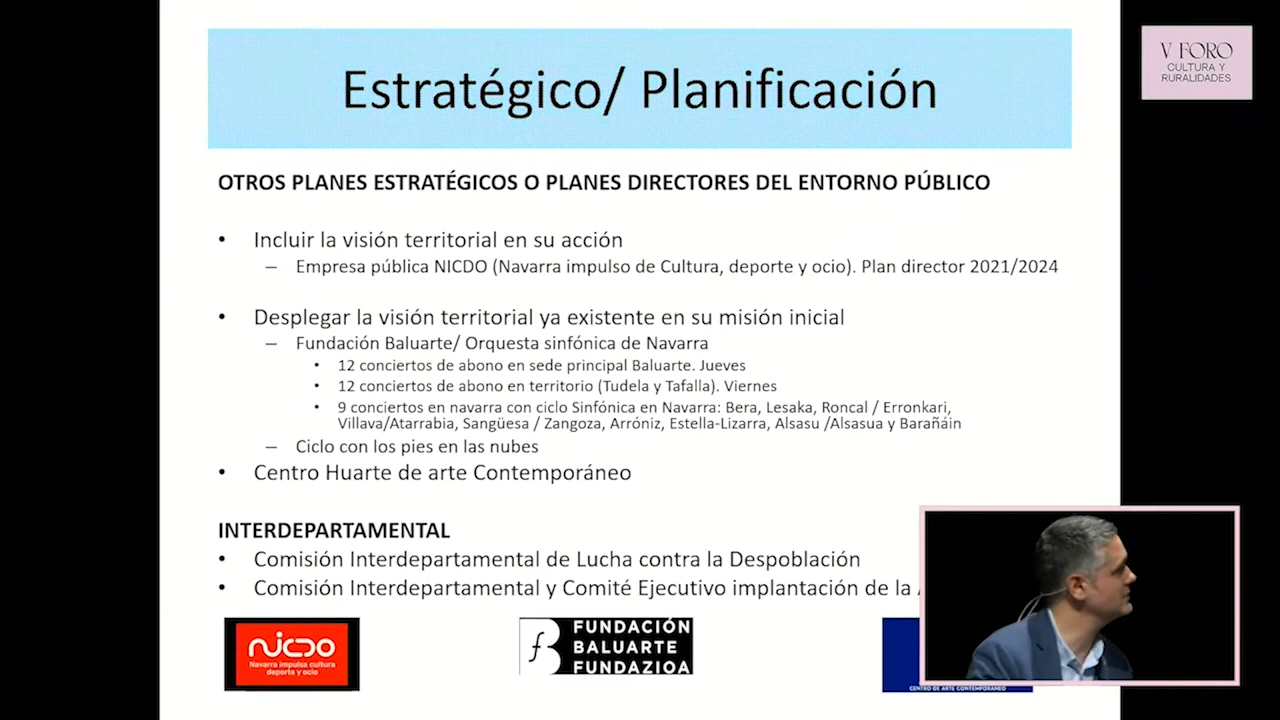 Estratégico/ Planificación
V FORO
CULTURA Y
RURALIDADES
OTROS PLANES ESTRATÉGICOS O PLANES DIRECTORES DEL ENTORNO PÚBLICO
• Incluir la visión territorial en su acción
– Empresa pública NICDO (Navarra impulso de Cultura, deporte y ocio). Plan director 2021/2024
• Desplegar la visión territorial ya existente en su misión inicial
– Fundación Baluarte/ Orquesta sinfónica de Navarra
• 12 conciertos de abono en sede principal Baluarte. Jueves
• 12 conciertos de abono en territorio (Tudela y Tafalla). Viernes
• 9 conciertos en navarra con ciclo Sinfónica en Navarra: Bera, Lesaka, Roncal / Erronkari,
Villava/Atarrabia, Sangüesa / Zangoza, Arróniz, Estella-Lizarra, Alsasu /Alsasua y Barañáin
– Ciclo con los pies en las nubes
• Centro Huarte de arte Contemporáneo
INTERDEPARTAMENTAL
• Comisión Interdepartamental de Lucha contra la Despoblación
• Comisión Interdepartamental y Comité Ejecutivo implantación de la
nicdo
Navarra impulsa cultura
deporte y ocio
FUNDACIÓN
BALUARTE
FUNDAZIOA
CENTRO DE ARTE CONTEMPORÁNEO